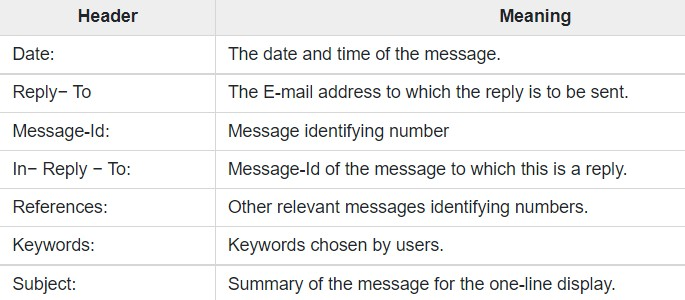 Header Meaning
Date: The date and time of the message.
Reply− To The E-mail address to which the reply is to be sent.
Message-Id: Message identifying number
In− Reply − To: Message-Id of the message to which this is a reply.
References: Other relevant messages identifying numbers.
Keywords: Keywords chosen by users.
Subject: Summary of the message for the one-line display.